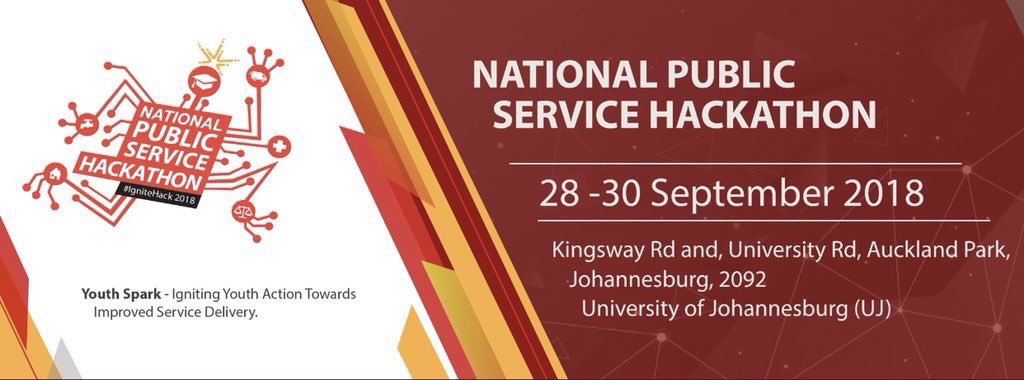 NATIONAL
PUBLIC
SERVICE
HACKATHON
#IgniteHack 2018
Youth Spark - Igniting Youth Action Towards
Improved Service Delivery.
NATIONAL PUBLIC
SERVICE HACKATHON
28 -30 September 2018
Kingsway Rd and, University Rd, Auckland Park,
Johannesburg, 2092
University of Johannesburg (UJ)